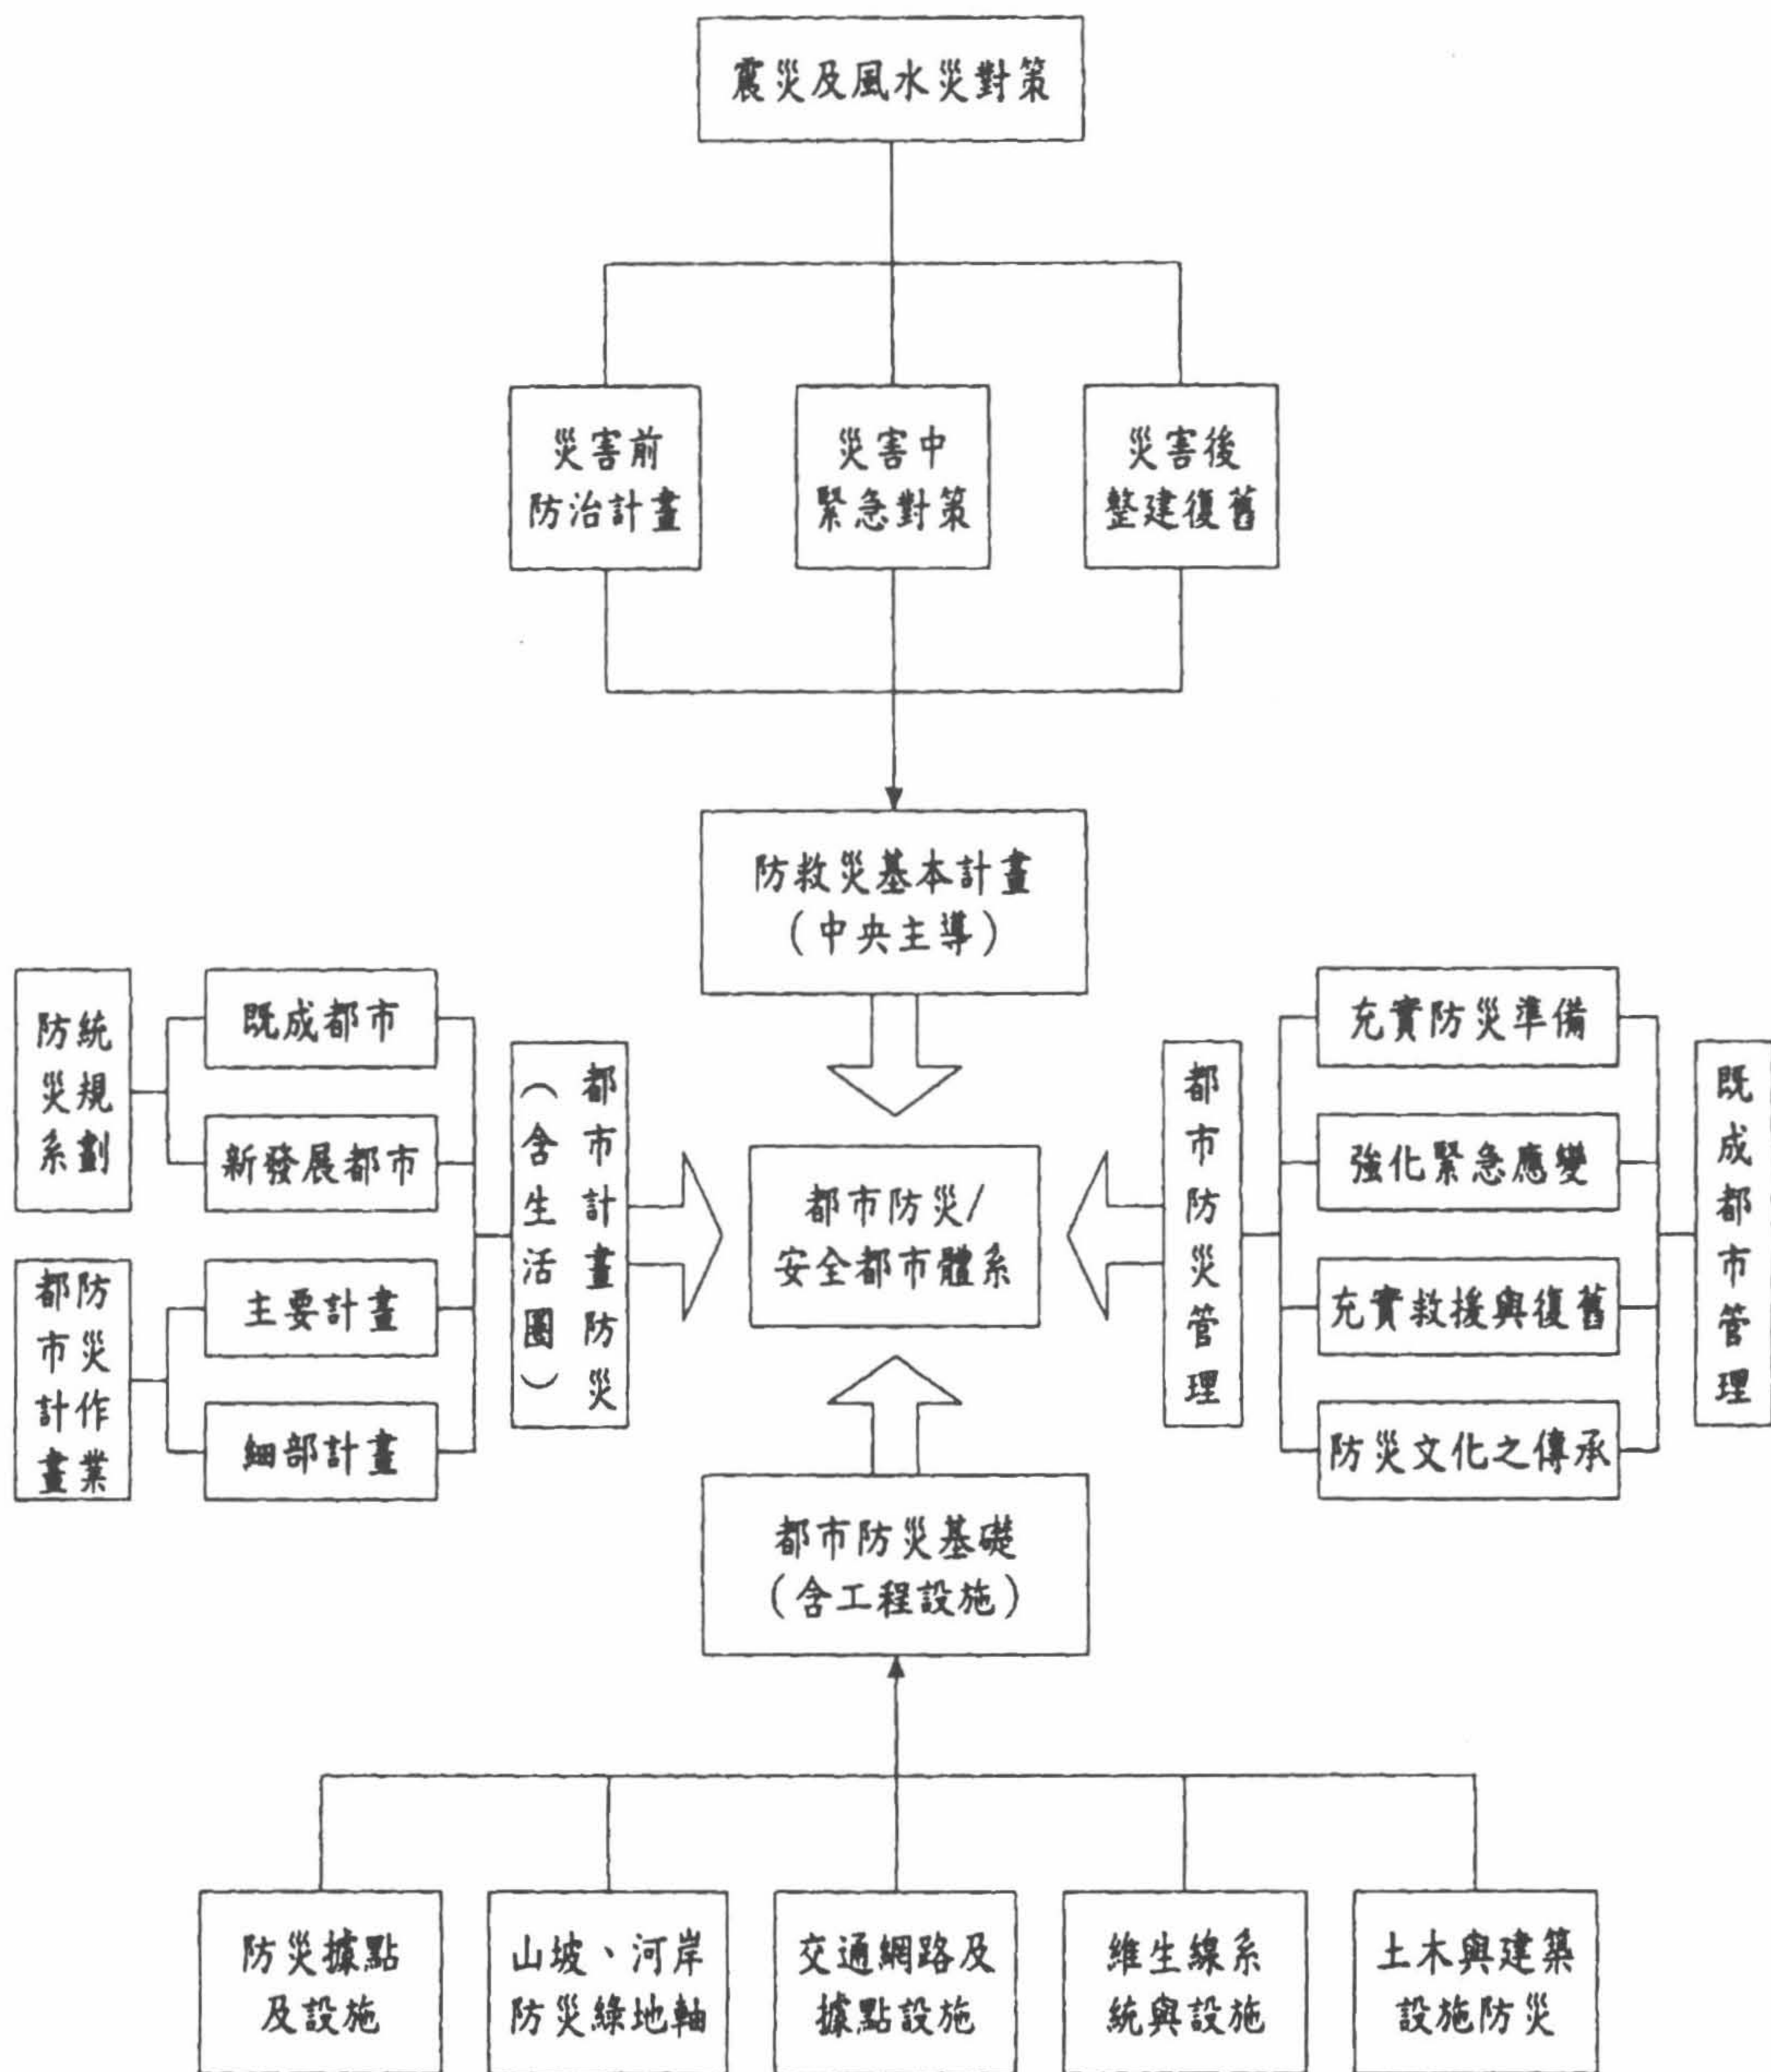 震災及風水災對策
災害前
防治計畫
災害中
緊急對策
災害後
整建復舊
防救災基本計畫
(中央主導)
防災系
統規劃
既成都市
新發展都市
都市計畫
防災作業
主要計畫
細部計畫
都市計畫防災
(含生活圈)
都市防災/
安全都市體系
都市防災管理
充實防災準備
強化緊急應變
充實救援與復舊
防災文化之傳承
既成都市管理
都市防災基礎
(含工程設施)
防災據點
及設施
山坡、河岸
防災綠地軸
交通網路及
據點設施
維生線系
統與設施
土木與建築
設施防災